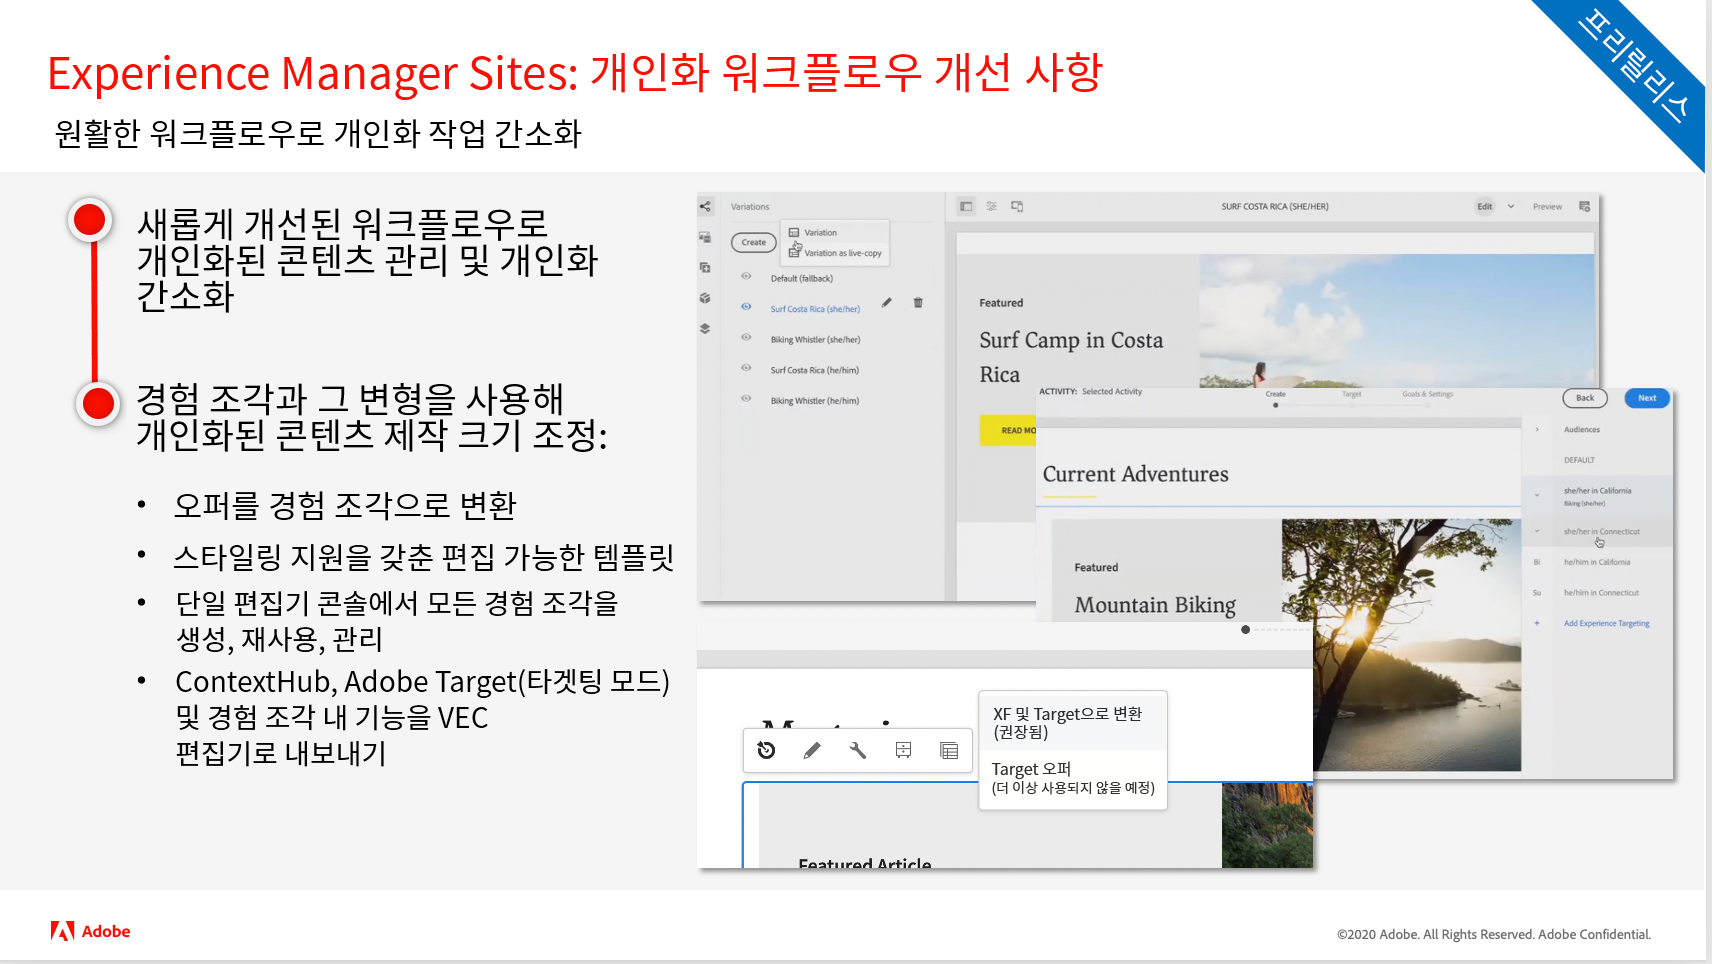 프리릴리스
Experience Manager Sites: 개인화 워크플로우 개선 사항
원활한 워크플로우로 개인화 작업 간소화
새롭게 개선된 워크플로우로
개인화된 콘텐츠 관리 및 개인화
간소화
경험 조각과 그 변형을 사용해
개인화된 콘텐츠 제작 크기 조정:
• 오퍼를 경험 조각으로 변환
• 스타일링 지원을 갖춘 편집 가능한 템플릿
• 단일 편집기 콘솔에서 모든 경험 조각을
생성, 재사용, 관리
• ContextHub, Adobe Target(타겟팅 모드)
및 경험 조각 내 기능을 VEC
편집기로 내보내기
Variations
Create
Variation
Variation as live-copy
Default (fallback)
Surf Costa Rica (she/her)
Biking Whistler (she/her)
Surf Costa Rica (he/him)
Biking Whistler (he/him)
SURF COSTA RICA (SHE/HER)
Edit
Preview
Featured
Surf Camp in Costa
Rica
READ MO
ACTIVITY: Selected Activity
Create
Target
Goals & Settings
Back
Next
Current Adventures
Featured
Mountain Biking
Audiences
DEFAULT
she/her in California
Biking (she/her)
she/her in Connecticut
Bi he/him in California
Su he/him in Connecticut
+ Add Experience Targeting
XF 및 Target으로 변환
(권장됨)
Target 오퍼
(더 이상 사용되지 않을 예정)
Featured Article
Adobe
©2020 Adobe. All Rights Reserved. Adobe Confidential.